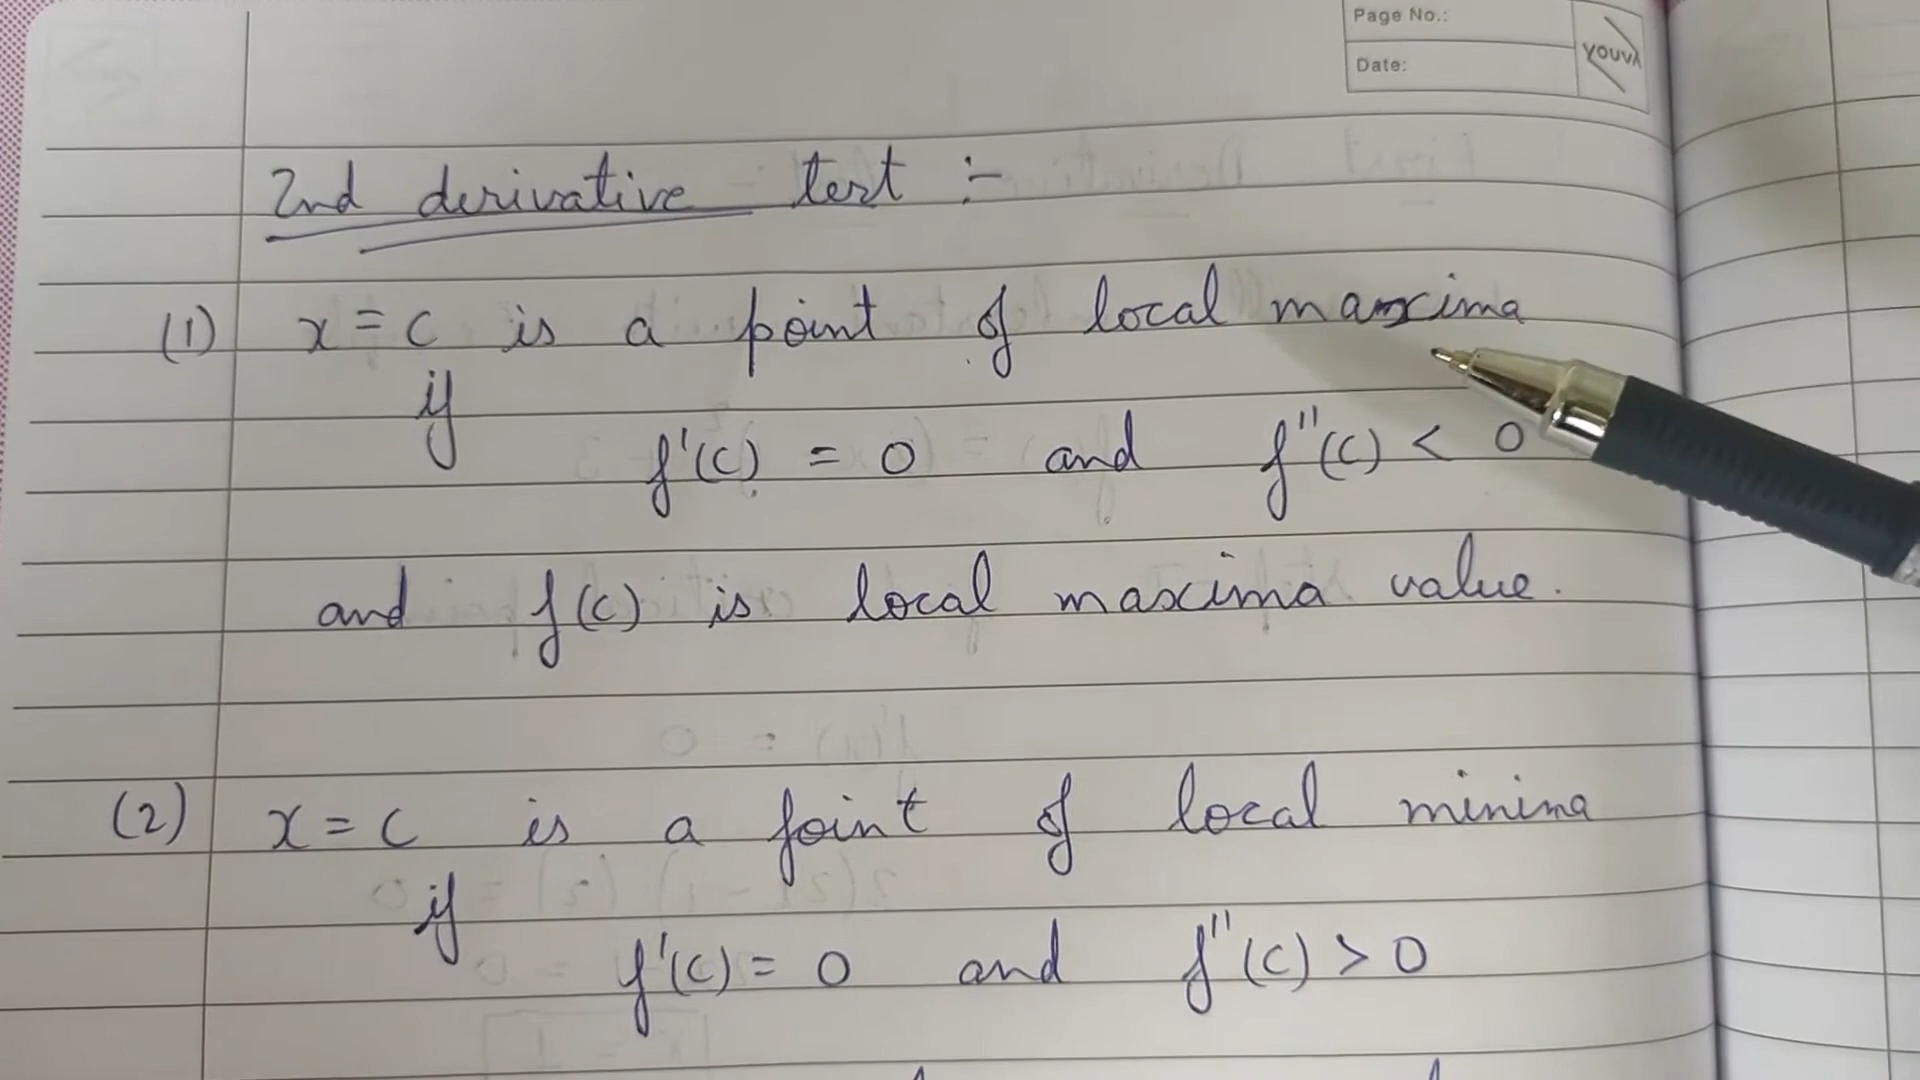 Page No.:
Date:
YOUVA
2nd derivative test :-
(1) x = c is a point of local maxima
if
f'(c) = 0 and f''(c) < 0
and f(c) is local maxima value.
(2) x = c is a point of local minima
if
f'(c) = 0 and f''(c) > 0